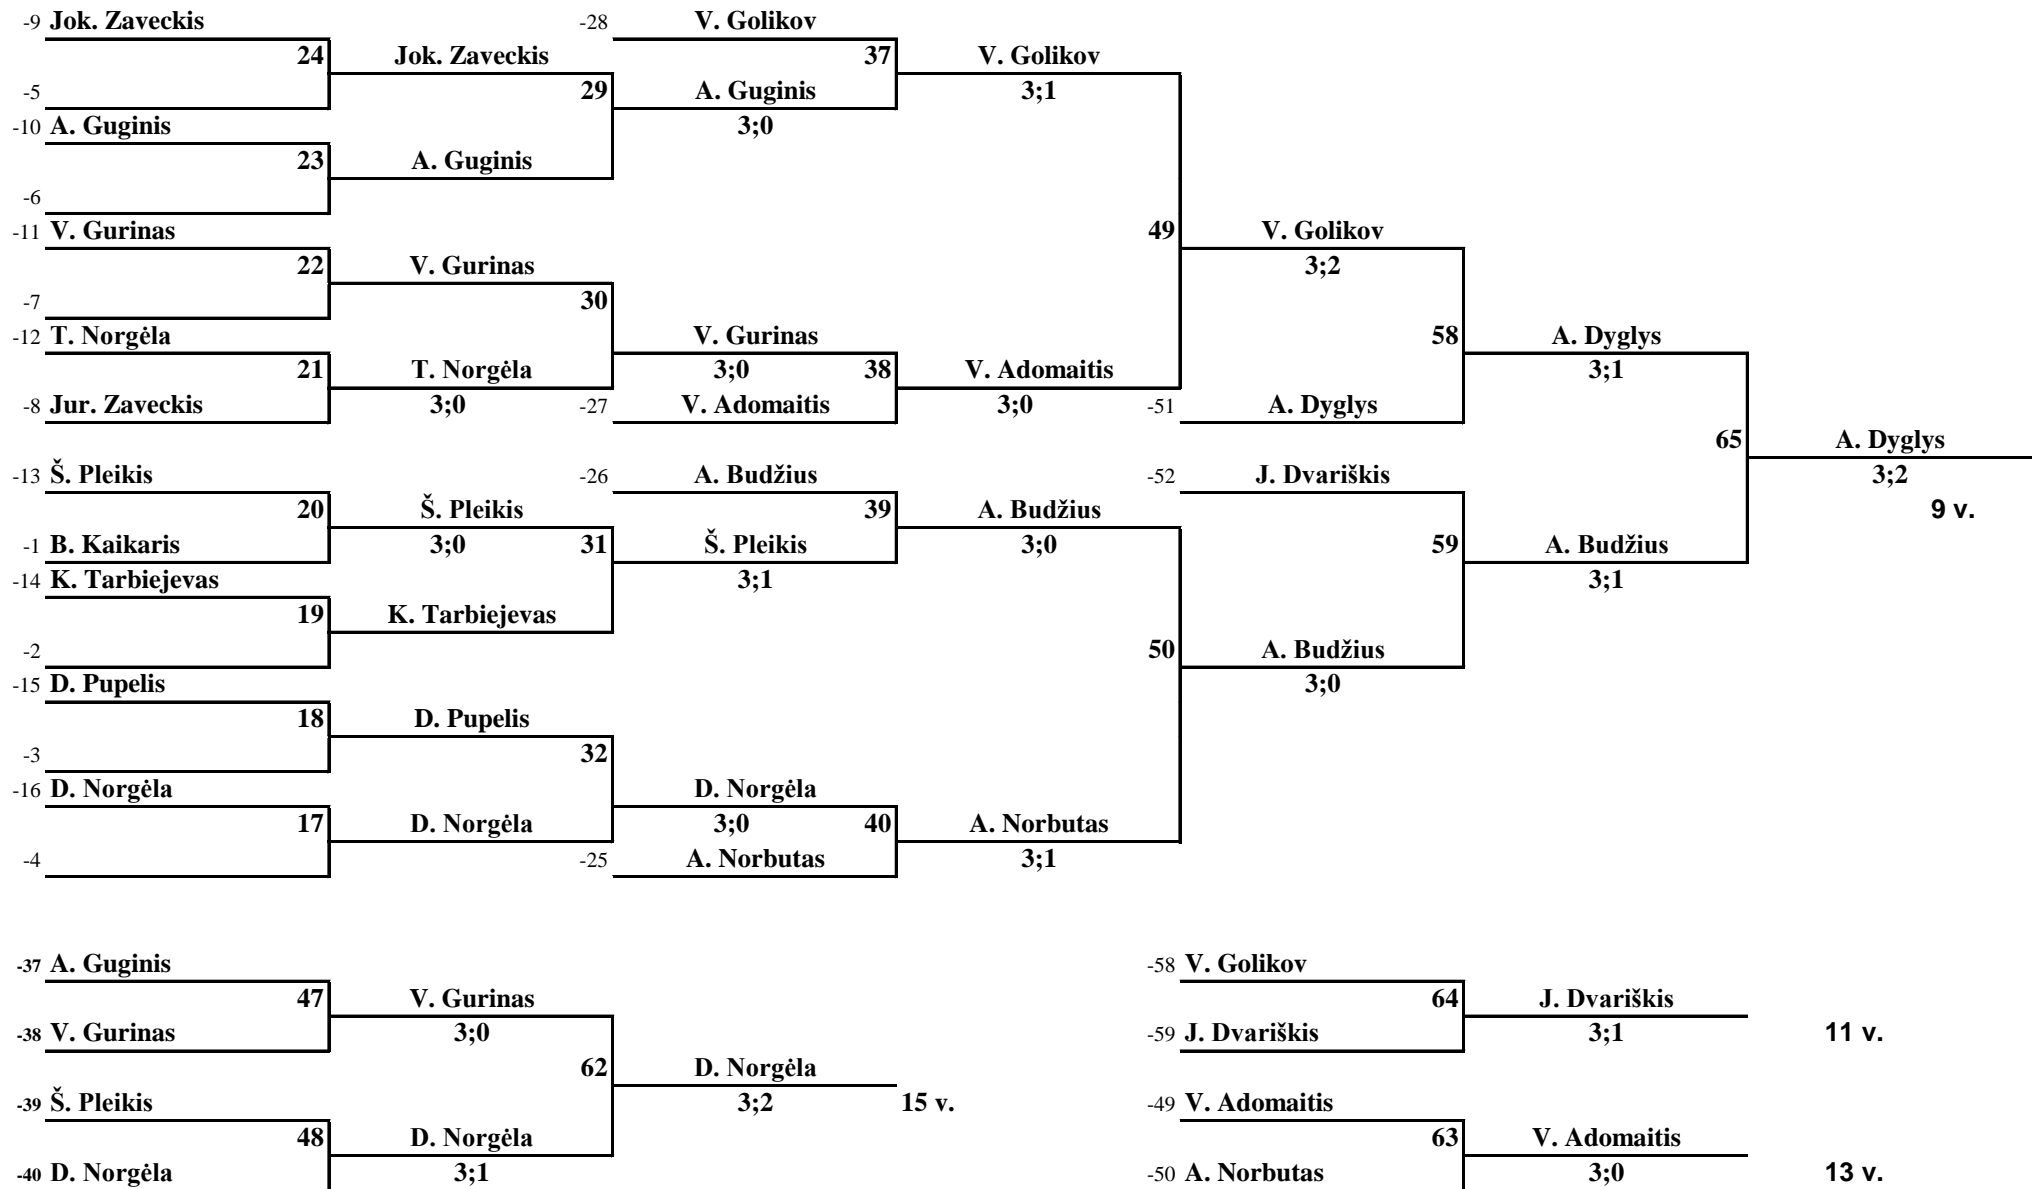 -9 Jok. Zaveckis -28 V. Golikov
24 Jok. Zaveckis 37 V. Golikov
-5 29 A. Guginis 3;1
-10 A. Guginis 3;0
23 A. Guginis
-6
-11 V. Gurinas 49 V. Golikov
22 V. Gurinas 3;2
-7 30
-12 T. Norgėla V. Gurinas 58 A. Dyglys
21 T. Norgėla 3;0 38 V. Adomaitis 3;1
-8 Jur. Zaveckis 3;0 -27 V. Adomaitis 3;0 -51 A. Dyglys
65 A. Dyglys
-13 Š. Pleikis -26 A. Budžius -52 J. Dvariškis 3;2
20 Š. Pleikis 39 A. Budžius 9 v.
-1 B. Kaikaris 3;0 31 Š. Pleikis 3;0 59 A. Budžius
-14 K. Tarbiejevas 3;1 3;1
19 K. Tarbiejevas
-2 50 A. Budžius
-15 D. Pupelis 3;0
18 D. Pupelis
-3 32
-16 D. Norgėla D. Norgėla
17 D. Norgėla 3;0 40 A. Norbutas
-4 -25 A. Norbutas 3;1
-37 A. Guginis -58 V. Golikov
47 V. Gurinas 64 J. Dvariškis
-38 V. Gurinas 3;0 -59 J. Dvariškis 3;1 11 v.
62 D. Norgėla
-39 Š. Pleikis 3;2 15 v. -49 V. Adomaitis
48 D. Norgėla 63 V. Adomaitis
-40 D. Norgėla 3;1 -50 A. Norbutas 3;0 13 v.